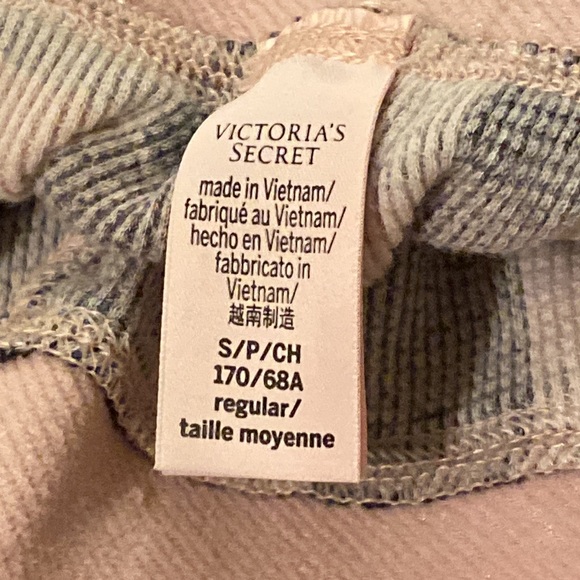 VICTORIA'S
SECRET
made in Vietnam/
fabriqué au Vietnam/
hecho en Vietnam/
fabbricato in
Vietnam/
越南制造
S/P/CH
170/68A
regular/
taille moyenne